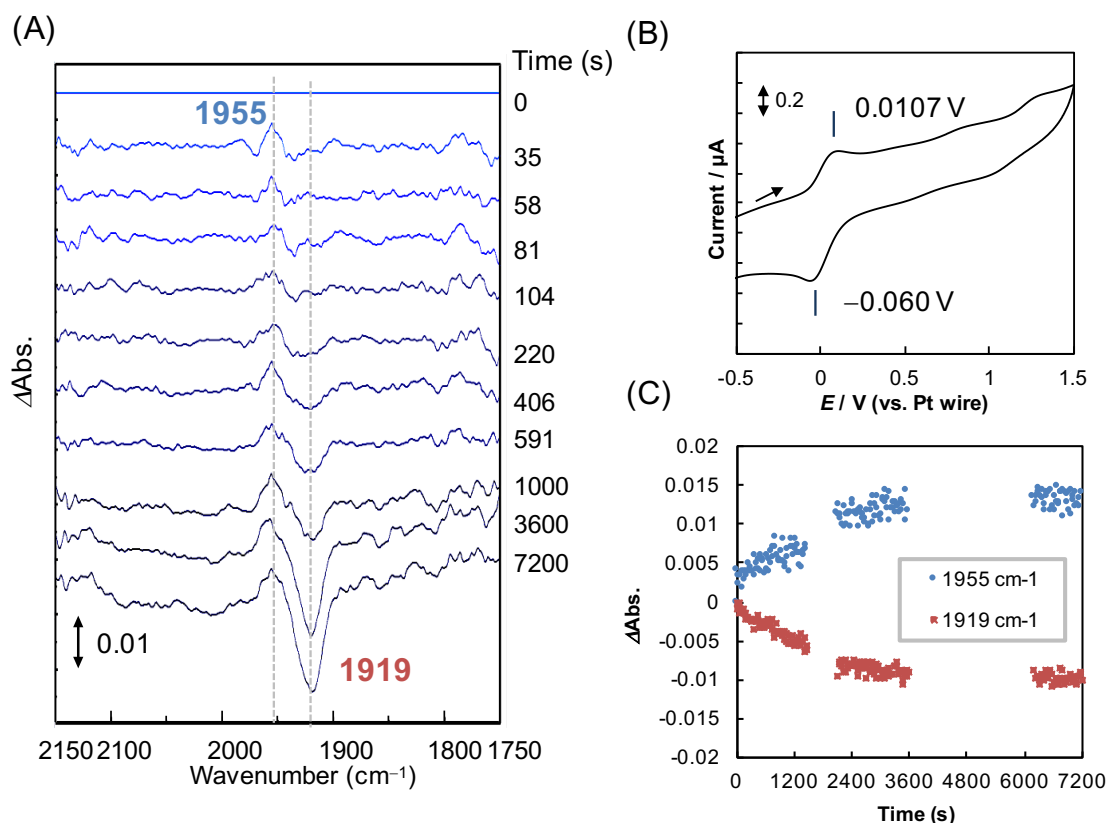 (A)
Time (s)
1955
0
35
58
81
104
220
406
591
1000
3600
7200
ΔAbs.
0.01
1919
2150 2100 2000 1900 1800 1750
Wavenumber (cm⁻¹)
(B)
0.2
0.0107 V
Current / μA
−0.060 V
-0.5 0 0.5 1 1.5
E / V (vs. Pt wire)
(C)
0.02
0.015
0.01
0.005
0
-0.005
-0.01
-0.015
-0.02
ΔAbs.
1955 cm-1
1919 cm-1
0 1200 2400 3600 4800 6000 7200
Time (s)